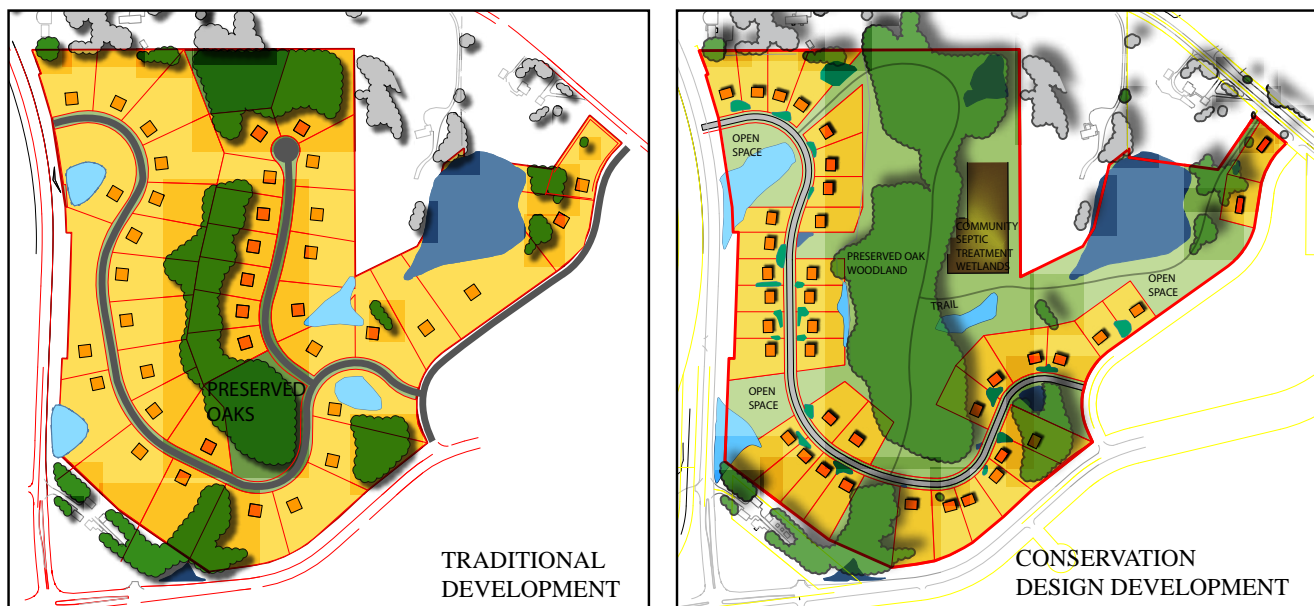 PRESERVED
OAKS
TRADITIONAL
DEVELOPMENT
OPEN
SPACE
COMMUNITY
SEPTIC
TREATMENT
WETLANDS
PRESERVED OAK
WOODLAND
OPEN
SPACE
TRAIL
OPEN
SPACE
CONSERVATION
DESIGN DEVELOPMENT